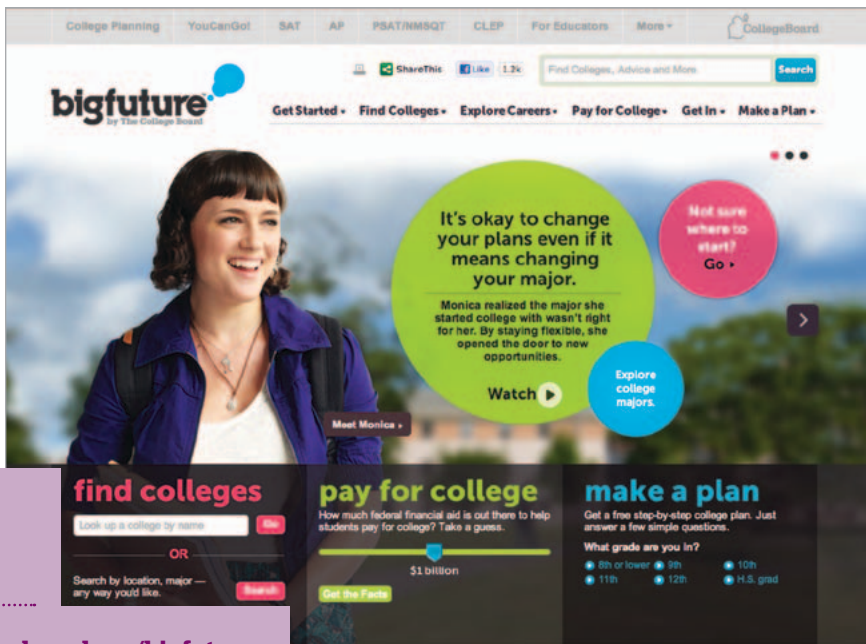 College Planning YouCanGo! SAT AP PSAT/NMSQT CLEP For Educators More CollegeBoard
ShareThis Like 1.2k Find Colleges, Advice and More Search
bigfuture
by The College Board
Get Started Find Colleges Explore Careers Pay for College Get In Make a Plan
It's okay to change
your plans even if it
means changing
your major.
Monica realized the major she
started college with wasn't right
for her. By staying flexible, she
opened the door to new
opportunities.
Watch
Not sure
where to
start?
Go
Explore
college
majors.
Meet Monica
find colleges
Look up a college by name Go
OR
Search by location, major —
any way you'd like. Search
pay for college
How much federal financial aid is out there to help
students pay for college? Take a guess.
$1 billion
Get the Facts
make a plan
Get a free step-by-step college plan. Just
answer a few simple questions.
What grade are you in?
8th or lower 9th 10th
11th 12th H.S. grad